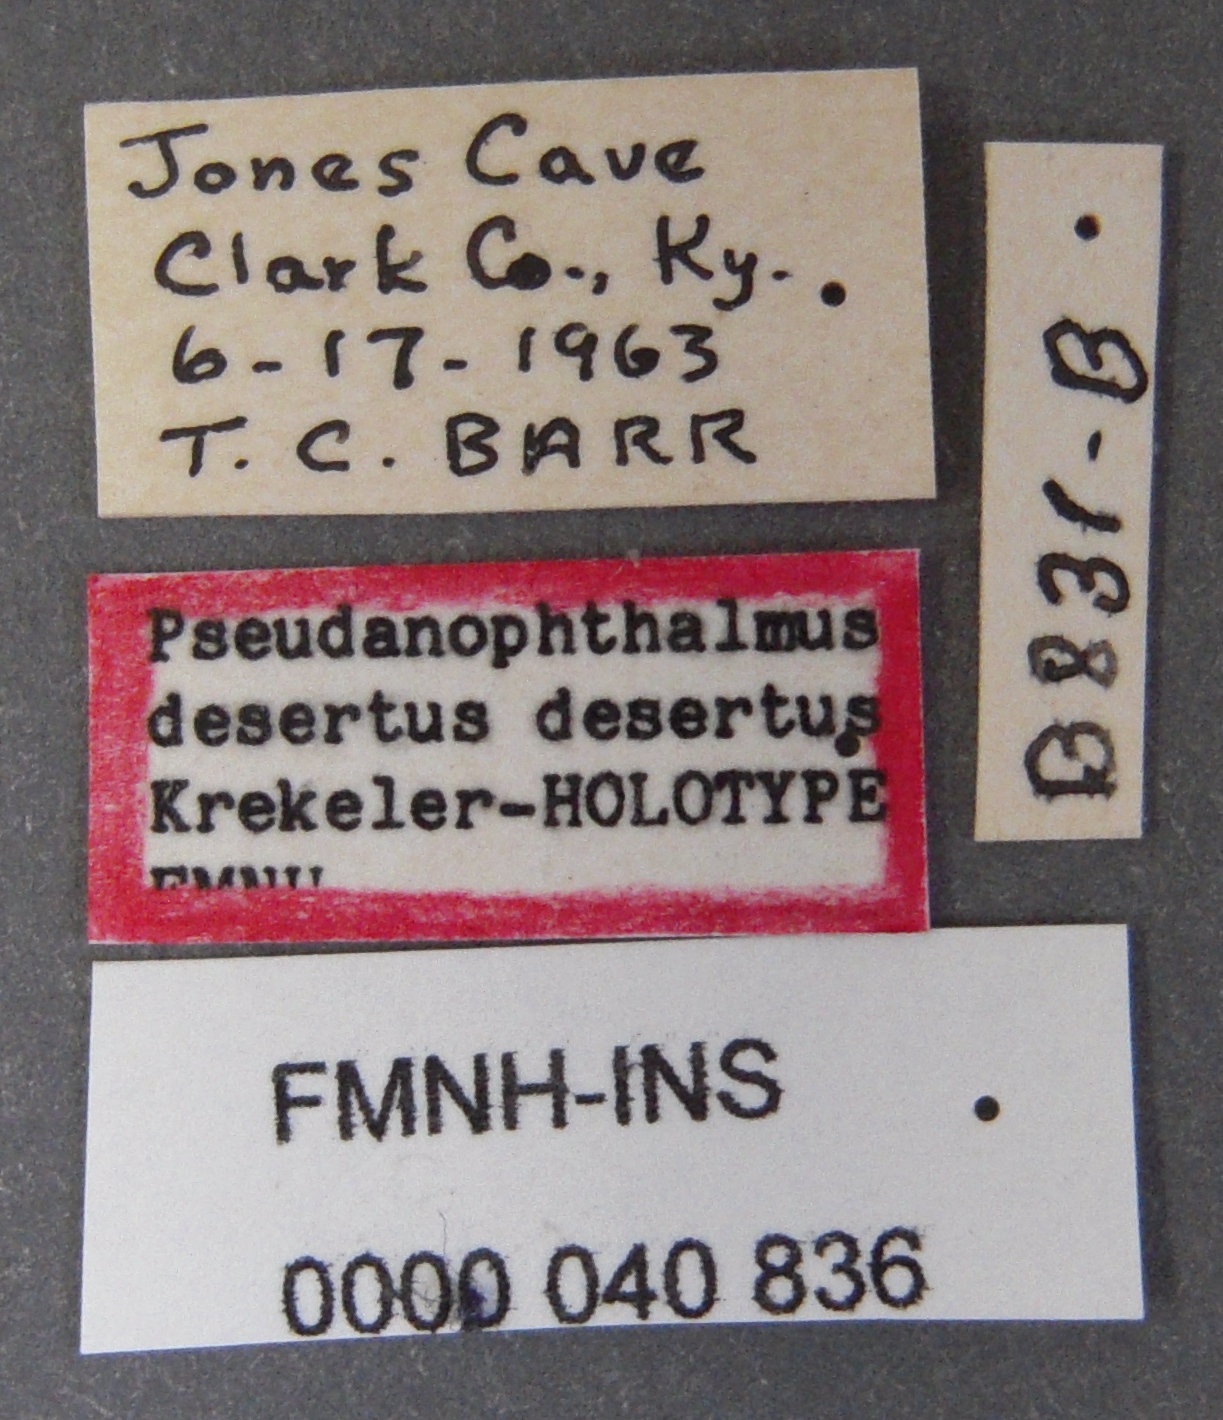 Jones Cave
Clark Co., Ky.
6-17-1963
T. C. BARR
B831-B
Pseudanophthalmus
desertus desertus
Krekeler-HOLOTYPE
FMNH
FMNH-INS
0000 040 836